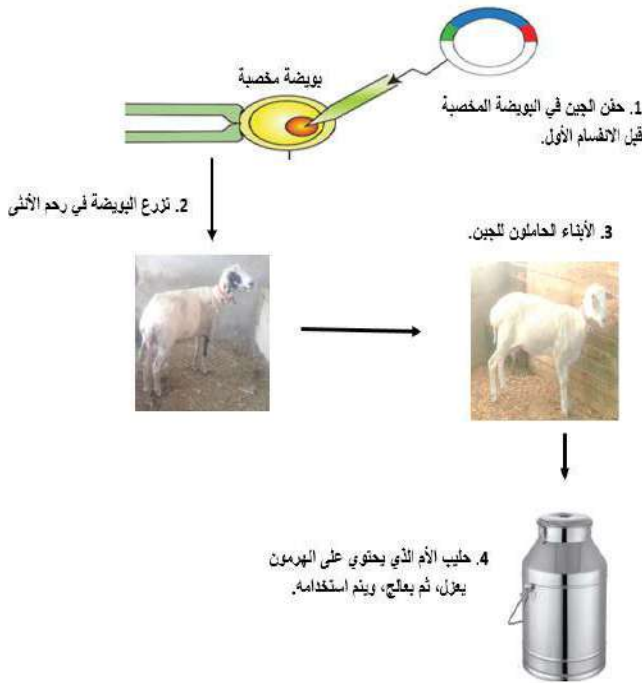 بويضة مخصبة
1. حقن الجين في البويضة المخصبة
قبل الانقسام الأول.
2. تزرع البويضة في رحم الأنثى
3. الأبناء الحاملون للجين.
4. حليب الأم الذي يحتوي على الهرمون
يعزل، ثم يعالج، ويتم استخدامه.